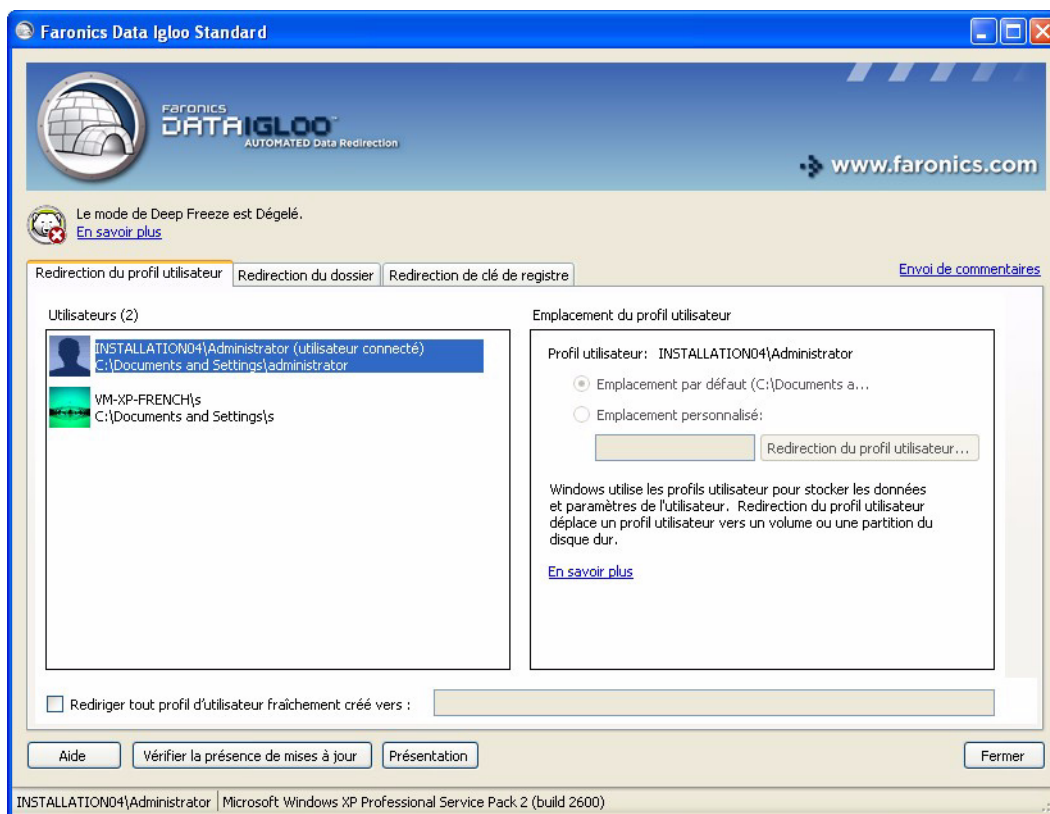 Faronics Data Igloo Standard
Faronics
DATA IGLOO™
AUTOMATED Data Redirection
www.faronics.com
Le mode de Deep Freeze est Dégelé.
En savoir plus
Redirection du profil utilisateur
Redirection du dossier
Redirection de clé de registre
Envoi de commentaires
Utilisateurs (2)
INSTALLATION04\Administrator (utilisateur connecté)
C:\Documents and Settings\administrator
VM-XP-FRENCH\s
C:\Documents and Settings\s
Emplacement du profil utilisateur
Profil utilisateur: INSTALLATION04\Administrator
Emplacement par défaut (C:\Documents a...
Emplacement personnalisé:
Redirection du profil utilisateur...
Windows utilise les profils utilisateur pour stocker les données
et paramètres de l'utilisateur. Redirection du profil utilisateur
déplace un profil utilisateur vers un volume ou une partition du
disque dur.
En savoir plus
Rediriger tout profil d’utilisateur fraîchement créé vers :
Aide
Vérifier la présence de mises à jour
Présentation
Fermer
INSTALLATION04\Administrator
Microsoft Windows XP Professional Service Pack 2 (build 2600)